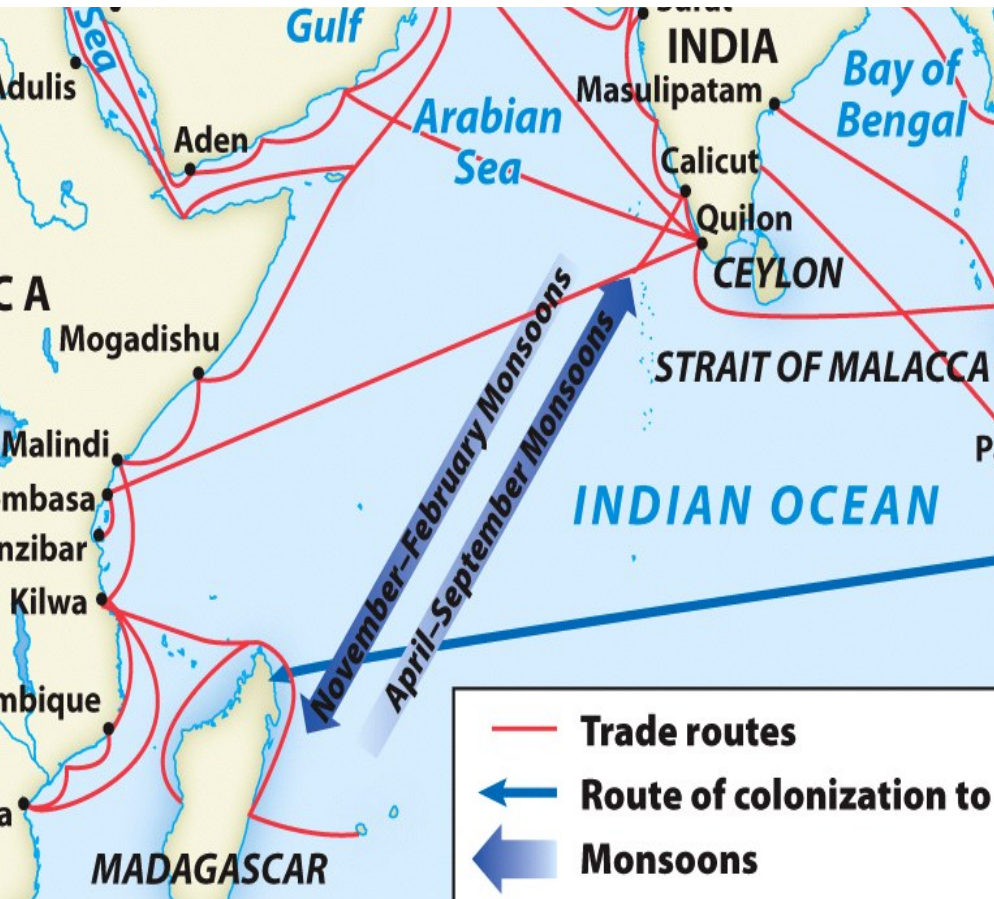 Sea
Gulf
Adulis
Aden
Arabian
Sea
INDIA
Masulipatam
Bay of
Bengal
Calicut
Quilon
CEYLON
CA
Mogadishu
November–February Monsoons
April–September Monsoons
STRAIT OF MALACCA
Malindi
mbasa
nzibar
Kilwa
INDIAN OCEAN
mbique
a
MADAGASCAR
Trade routes
Route of colonization to
Monsoons